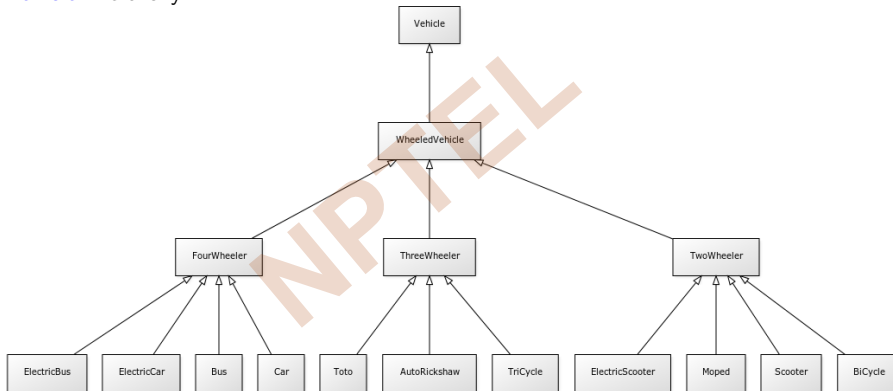 Vehicle
WheeledVehicle
NPTEL
FourWheeler
ThreeWheeler
TwoWheeler
ElectricBus
ElectricCar
Bus
Car
Toto
AutoRickshaw
TriCycle
ElectricScooter
Moped
Scooter
BiCycle